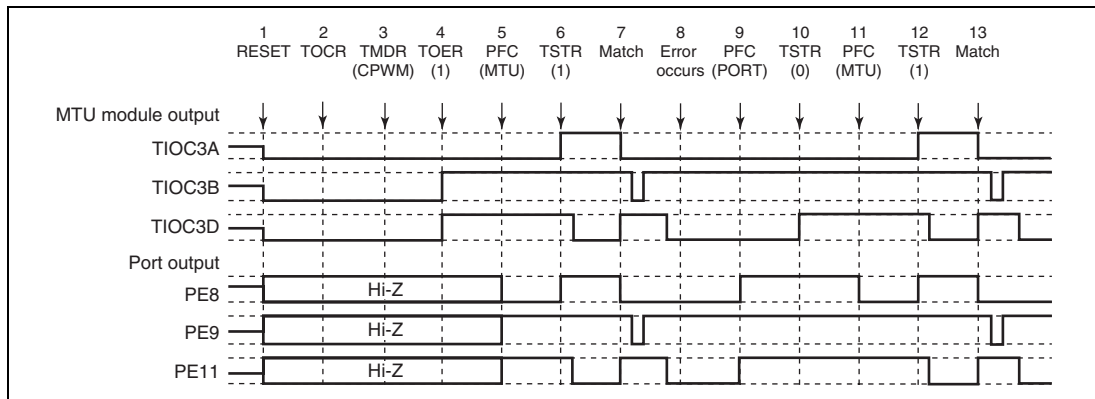 1 2 3 4 5 6 7 8 9 10 11 12 13
RESET TOCR TMDR TOER PFC TSTR Match Error PFC TSTR PFC TSTR Match
(CPWM) (1) (MTU) (1) occurs (PORT) (0) (MTU) (1)
MTU module output
TIOC3A
TIOC3B
TIOC3D
Port output
PE8 Hi-Z
PE9 Hi-Z
PE11 Hi-Z